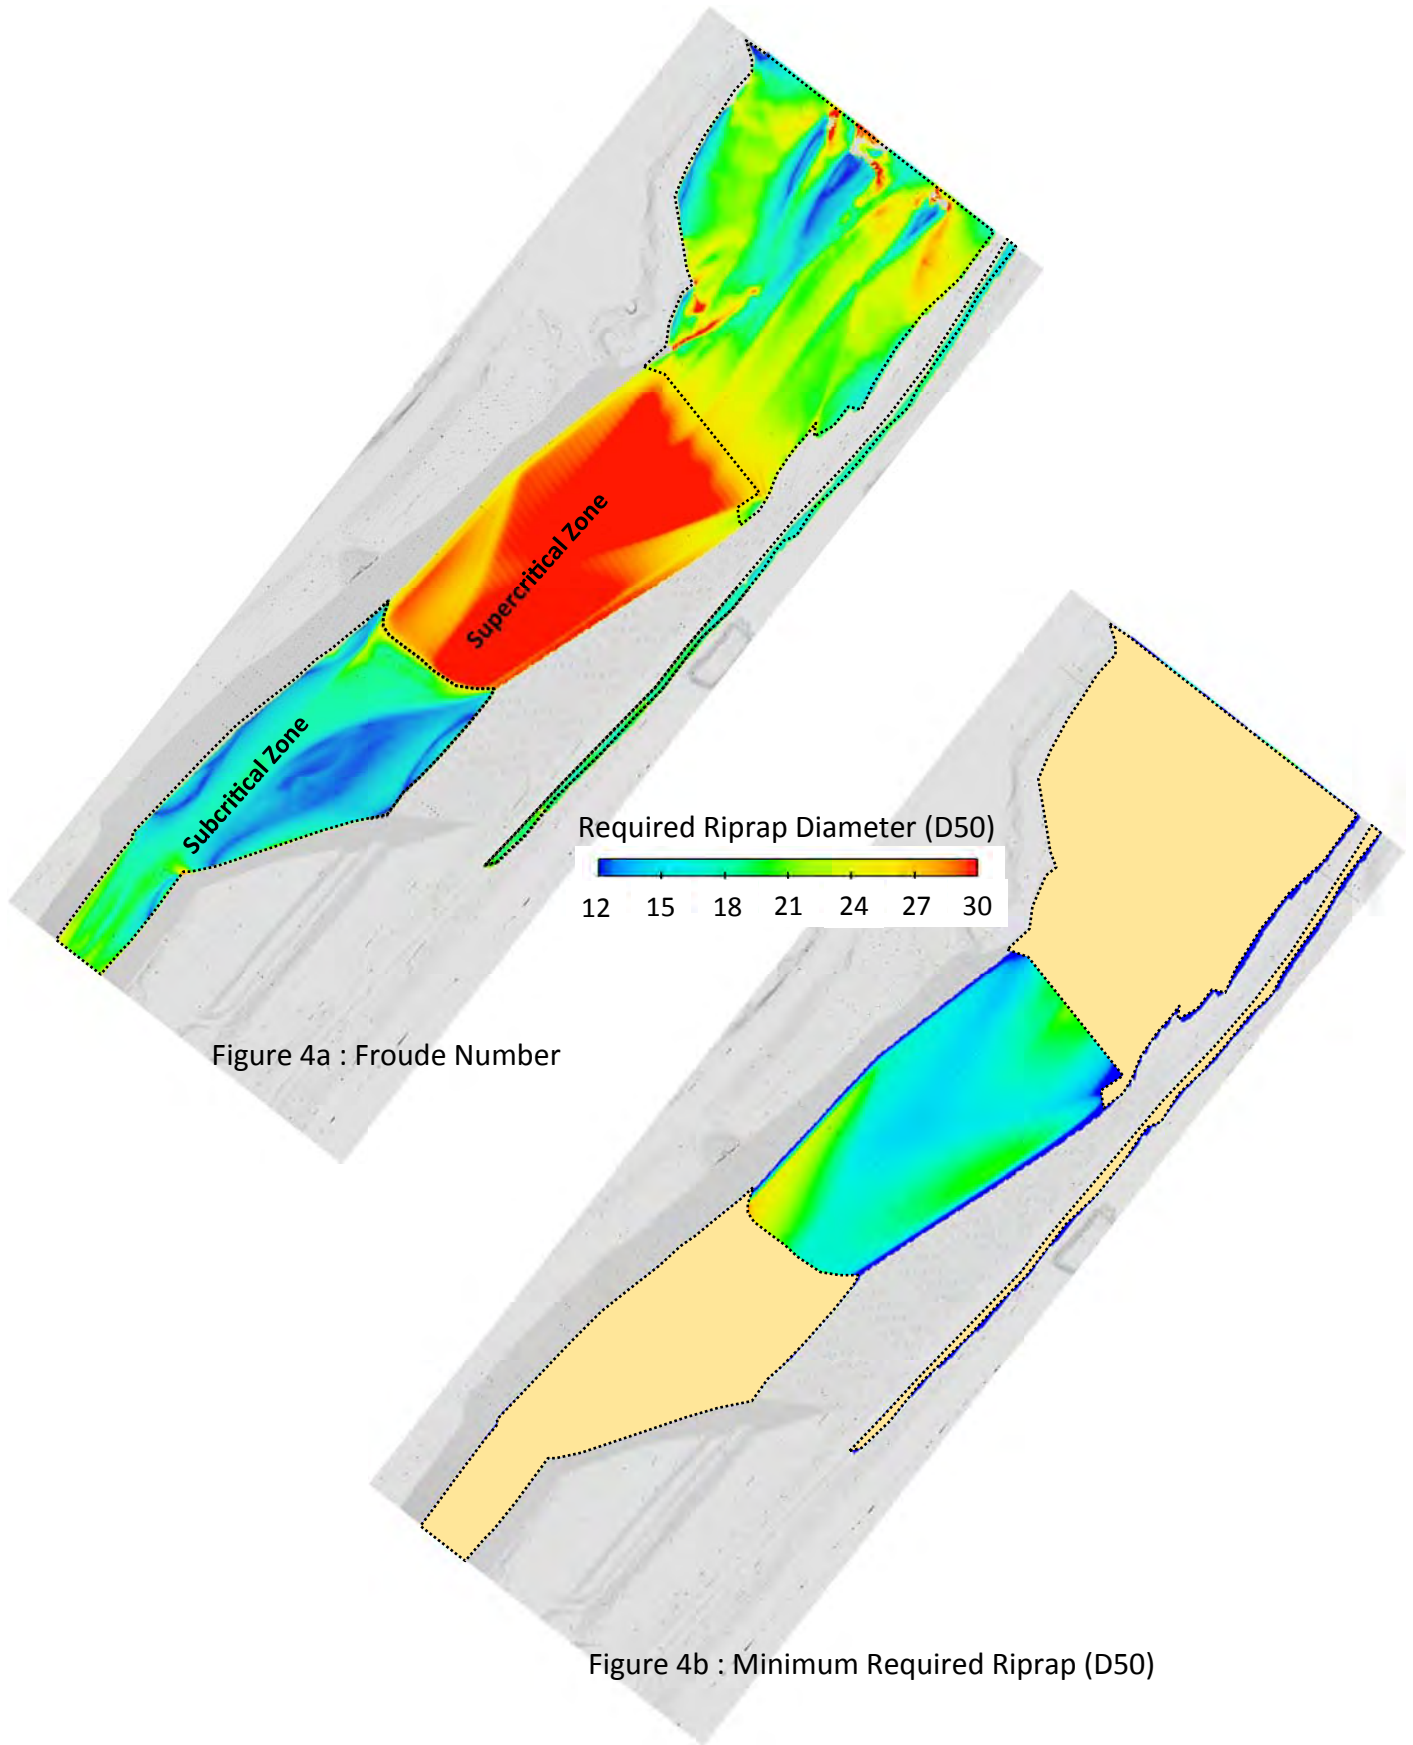 Supercritical Zone
Subcritical Zone
Required Riprap Diameter (D50)
12 15 18 21 24 27 30
Figure 4a : Froude Number
Figure 4b : Minimum Required Riprap (D50)